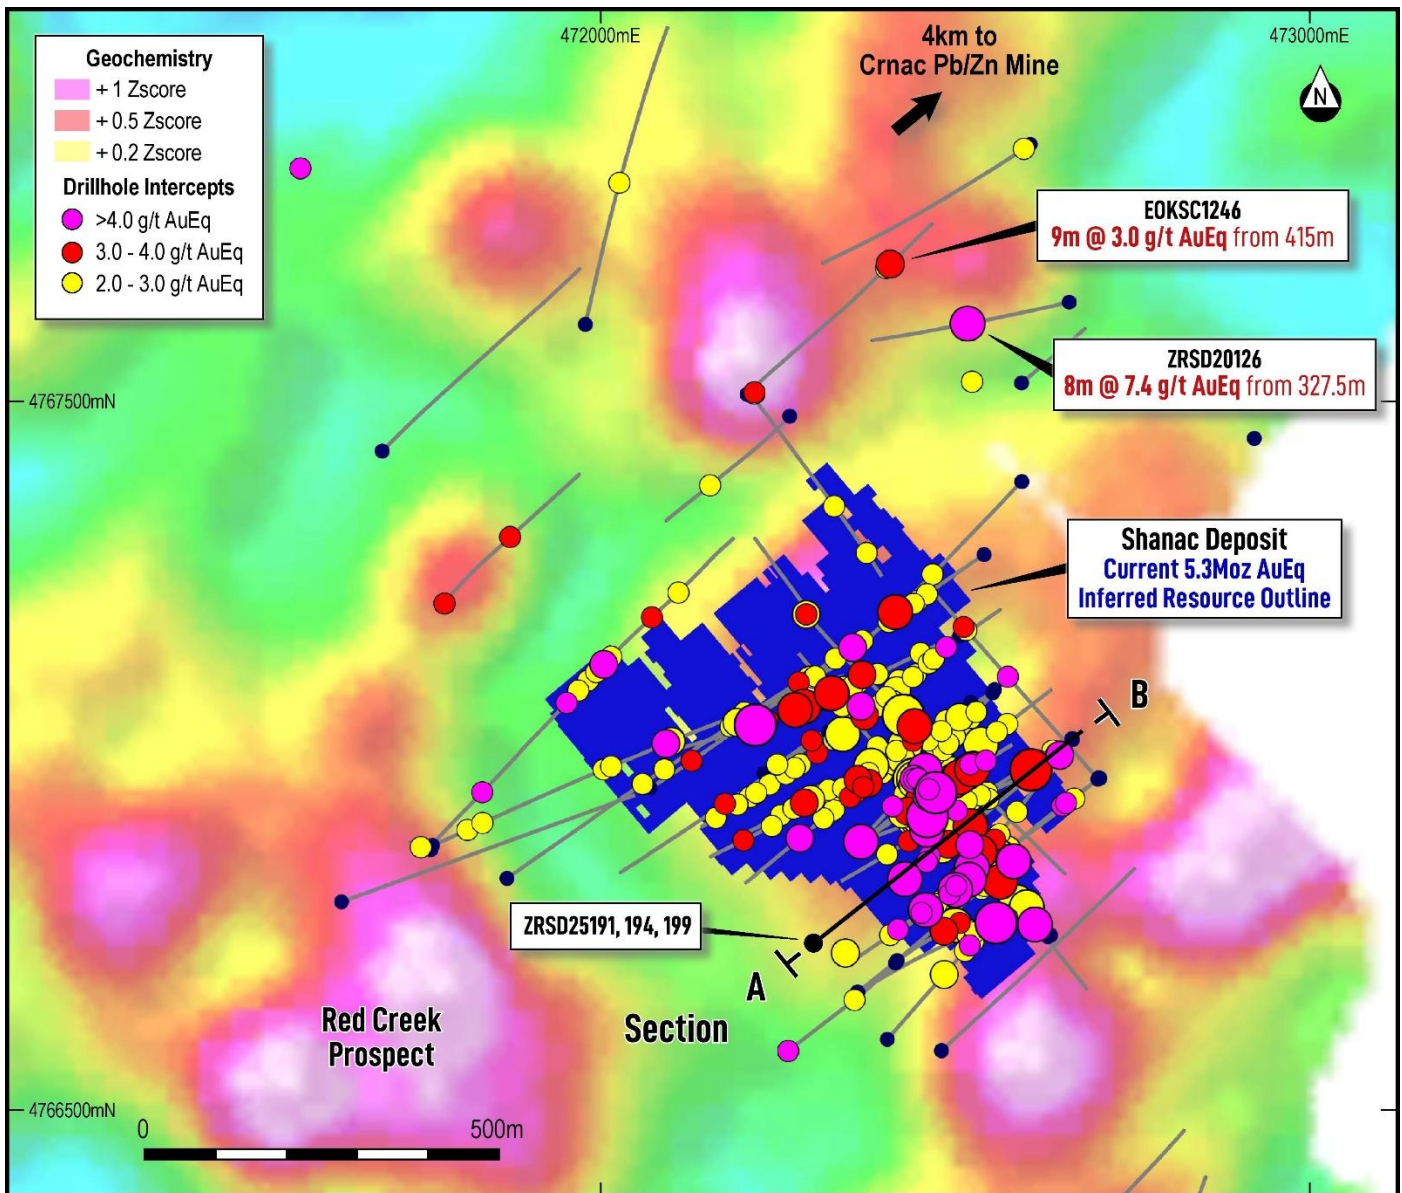 472000mE
473000mE
4km to
Crnac Pb/Zn Mine
N
Geochemistry
+ 1 Zscore
+ 0.5 Zscore
+ 0.2 Zscore
Drillhole Intercepts
>4.0 g/t AuEq
3.0 - 4.0 g/t AuEq
2.0 - 3.0 g/t AuEq
EOKSC1246
9m @ 3.0 g/t AuEq from 415m
ZRSD20126
8m @ 7.4 g/t AuEq from 327.5m
4767500mN
Shanac Deposit
Current 5.3Moz AuEq
Inferred Resource Outline
B
ZRSD25191, 194, 199
A
Section
Red Creek
Prospect
4766500mN
0
500m